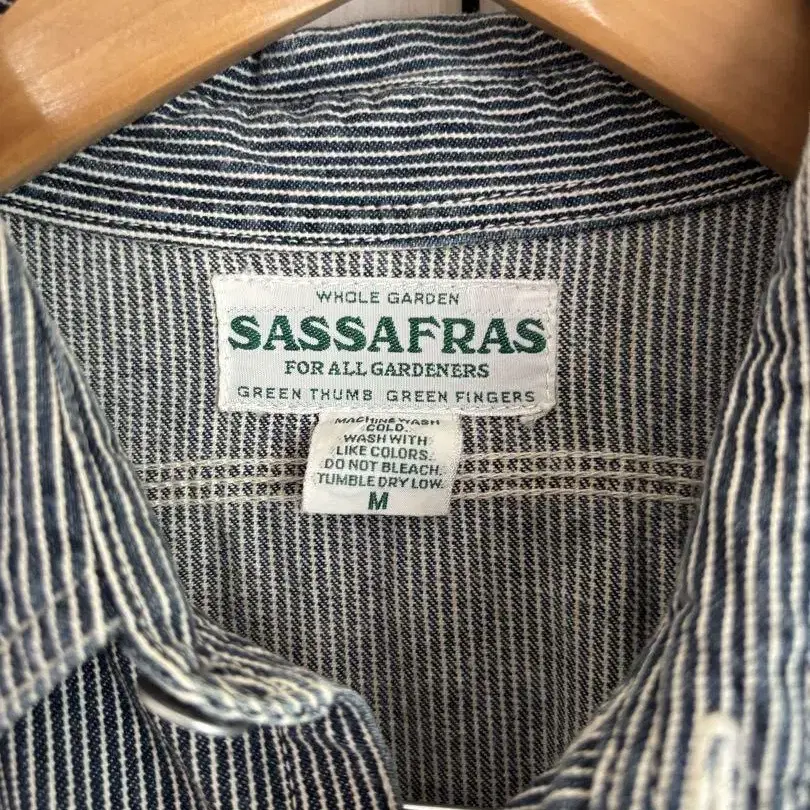 WHOLE GARDEN
SASSAFRAS
FOR ALL GARDENERS
GREEN THUMB GREEN FINGERS
MACHINE WASH
COLD.
WASH WITH
LIKE COLORS.
DO NOT BLEACH.
TUMBLE DRY LOW.
M